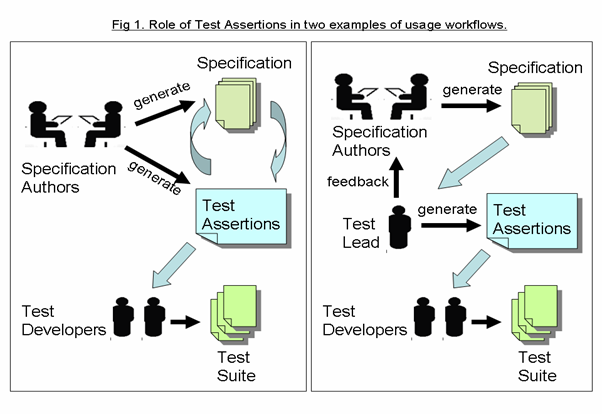 Fig 1. Role of Test Assertions in two examples of usage workflows.
Specification
generate
Specification
Authors
generate
Test
Assertions
Test
Developers
Test
Suite
Specification
generate
Specification
Authors
feedback
Test
Lead
generate
Test
Assertions
Test
Developers
Test
Suite